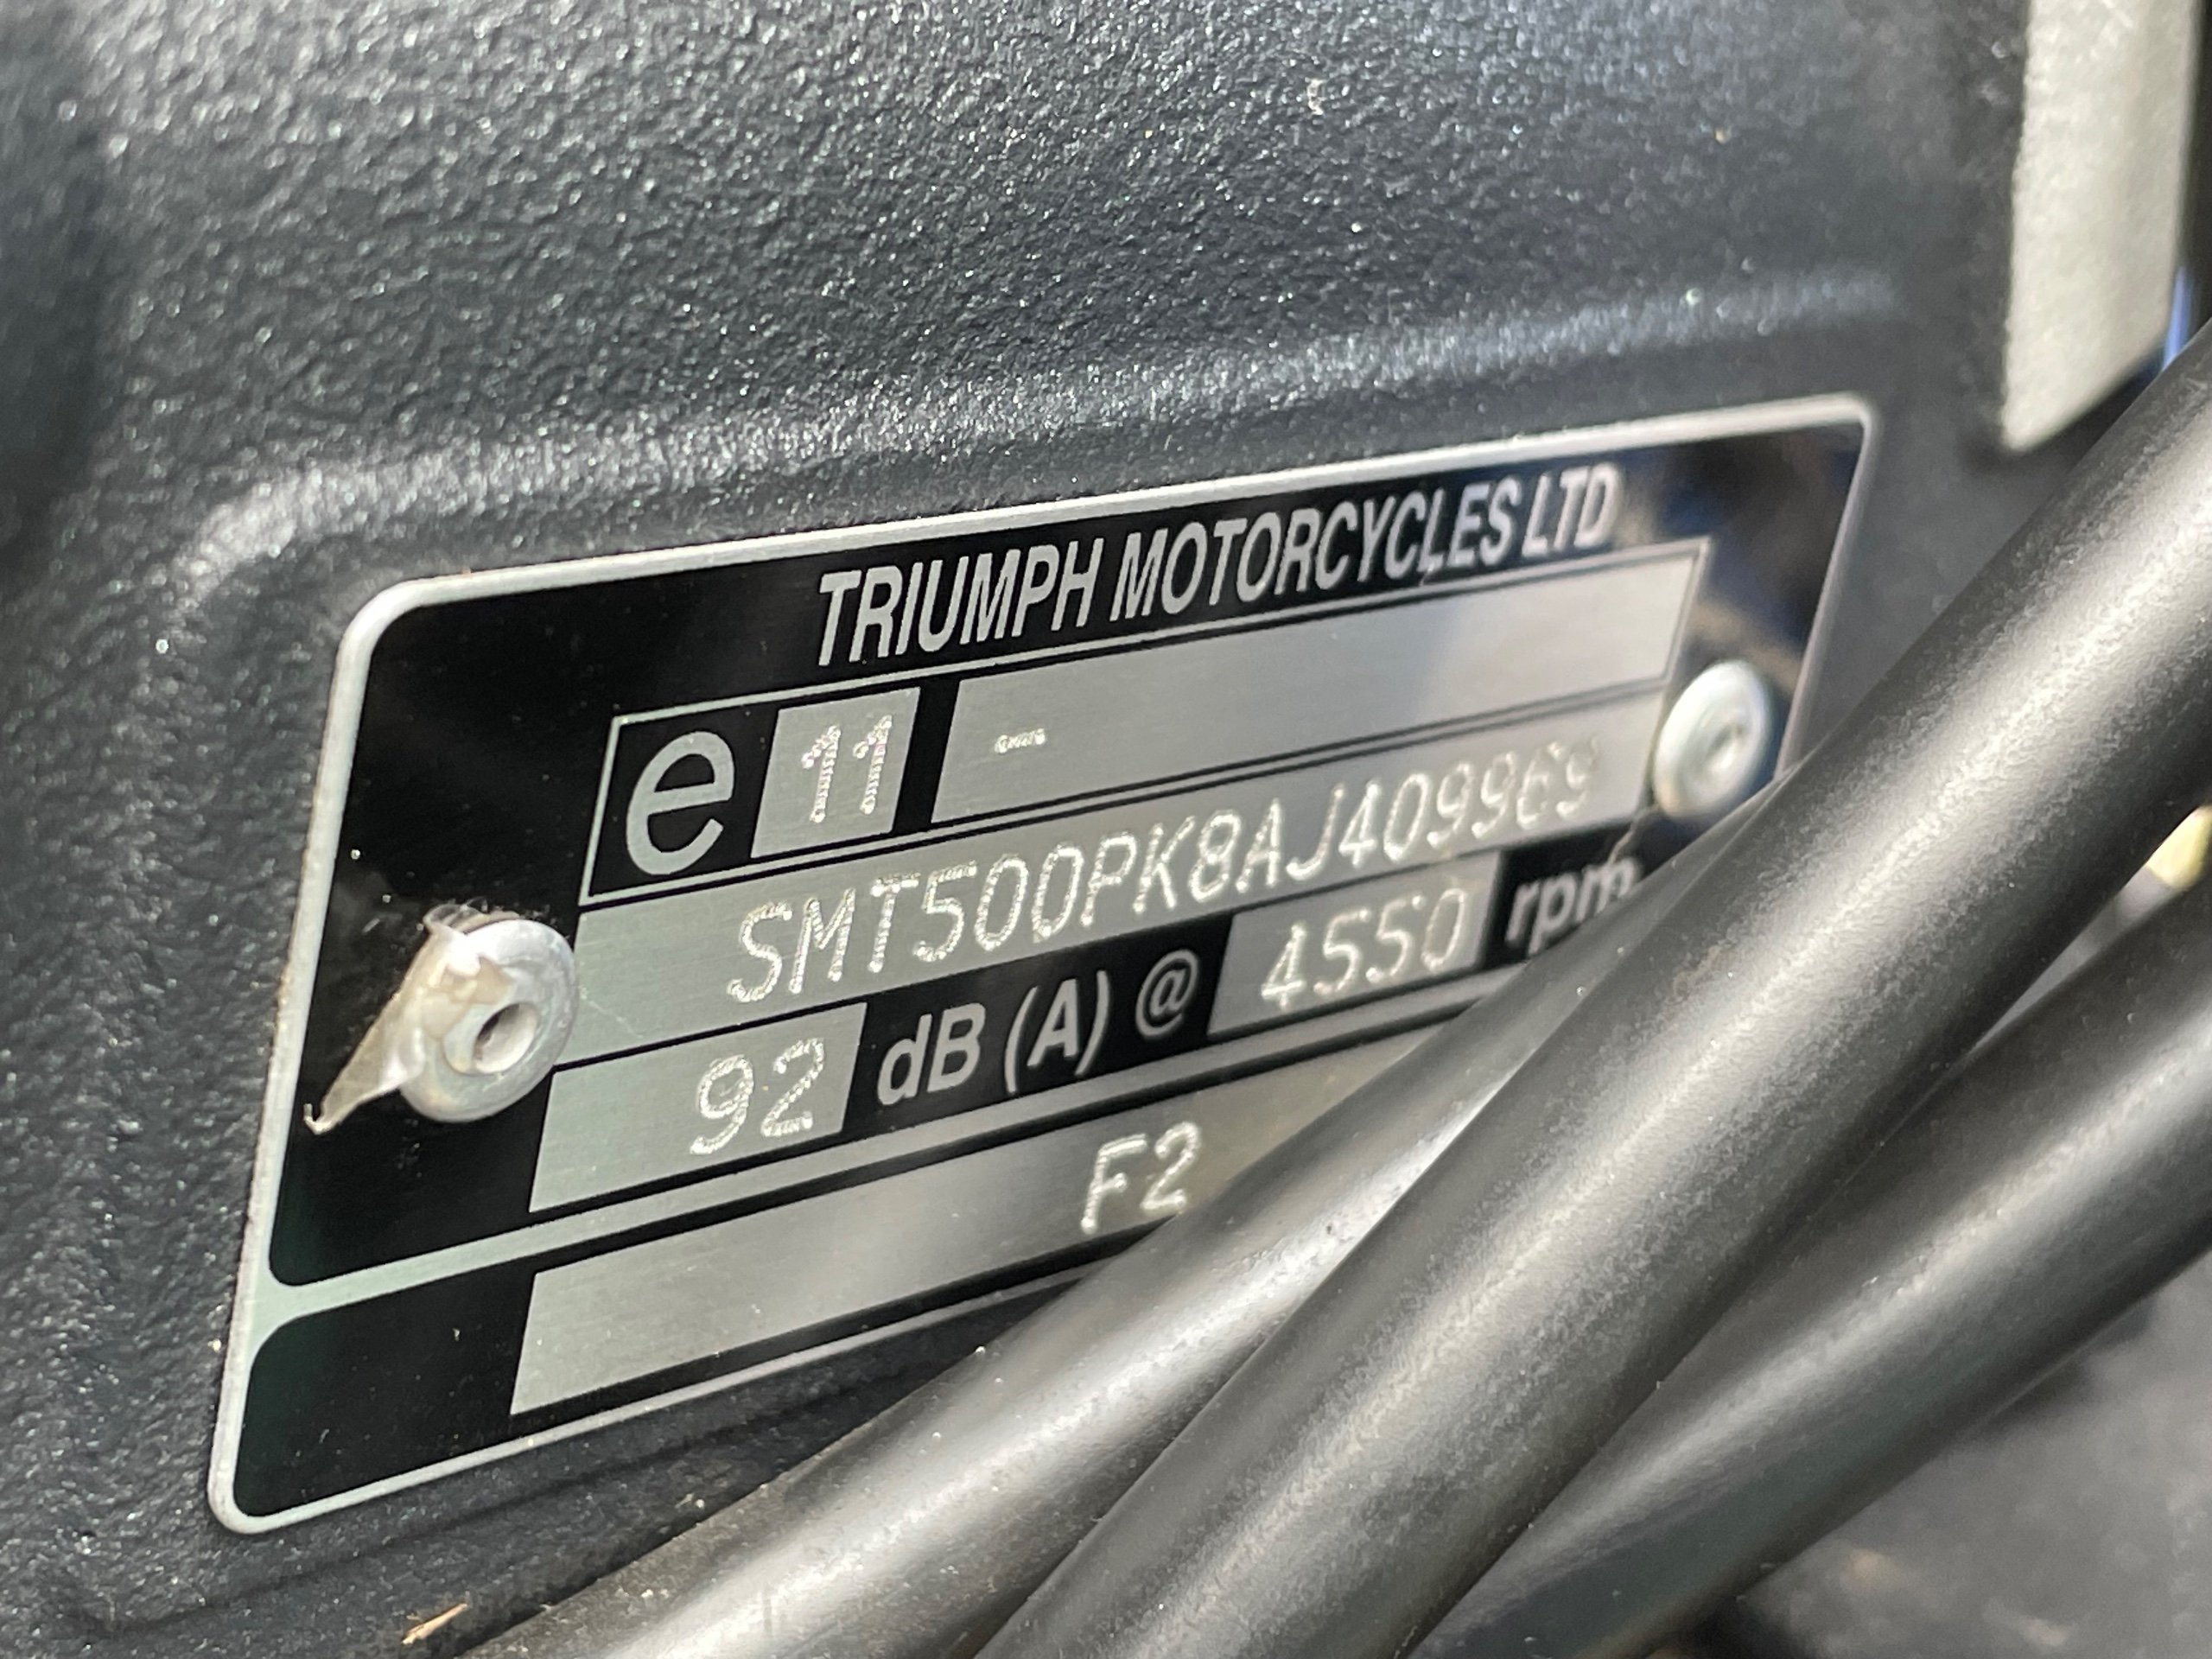 TRIUMPH MOTORCYCLES LTD
e 11 -
SMT500PK8AJ409969
92 dB (A) @ 4550 rpm
F2